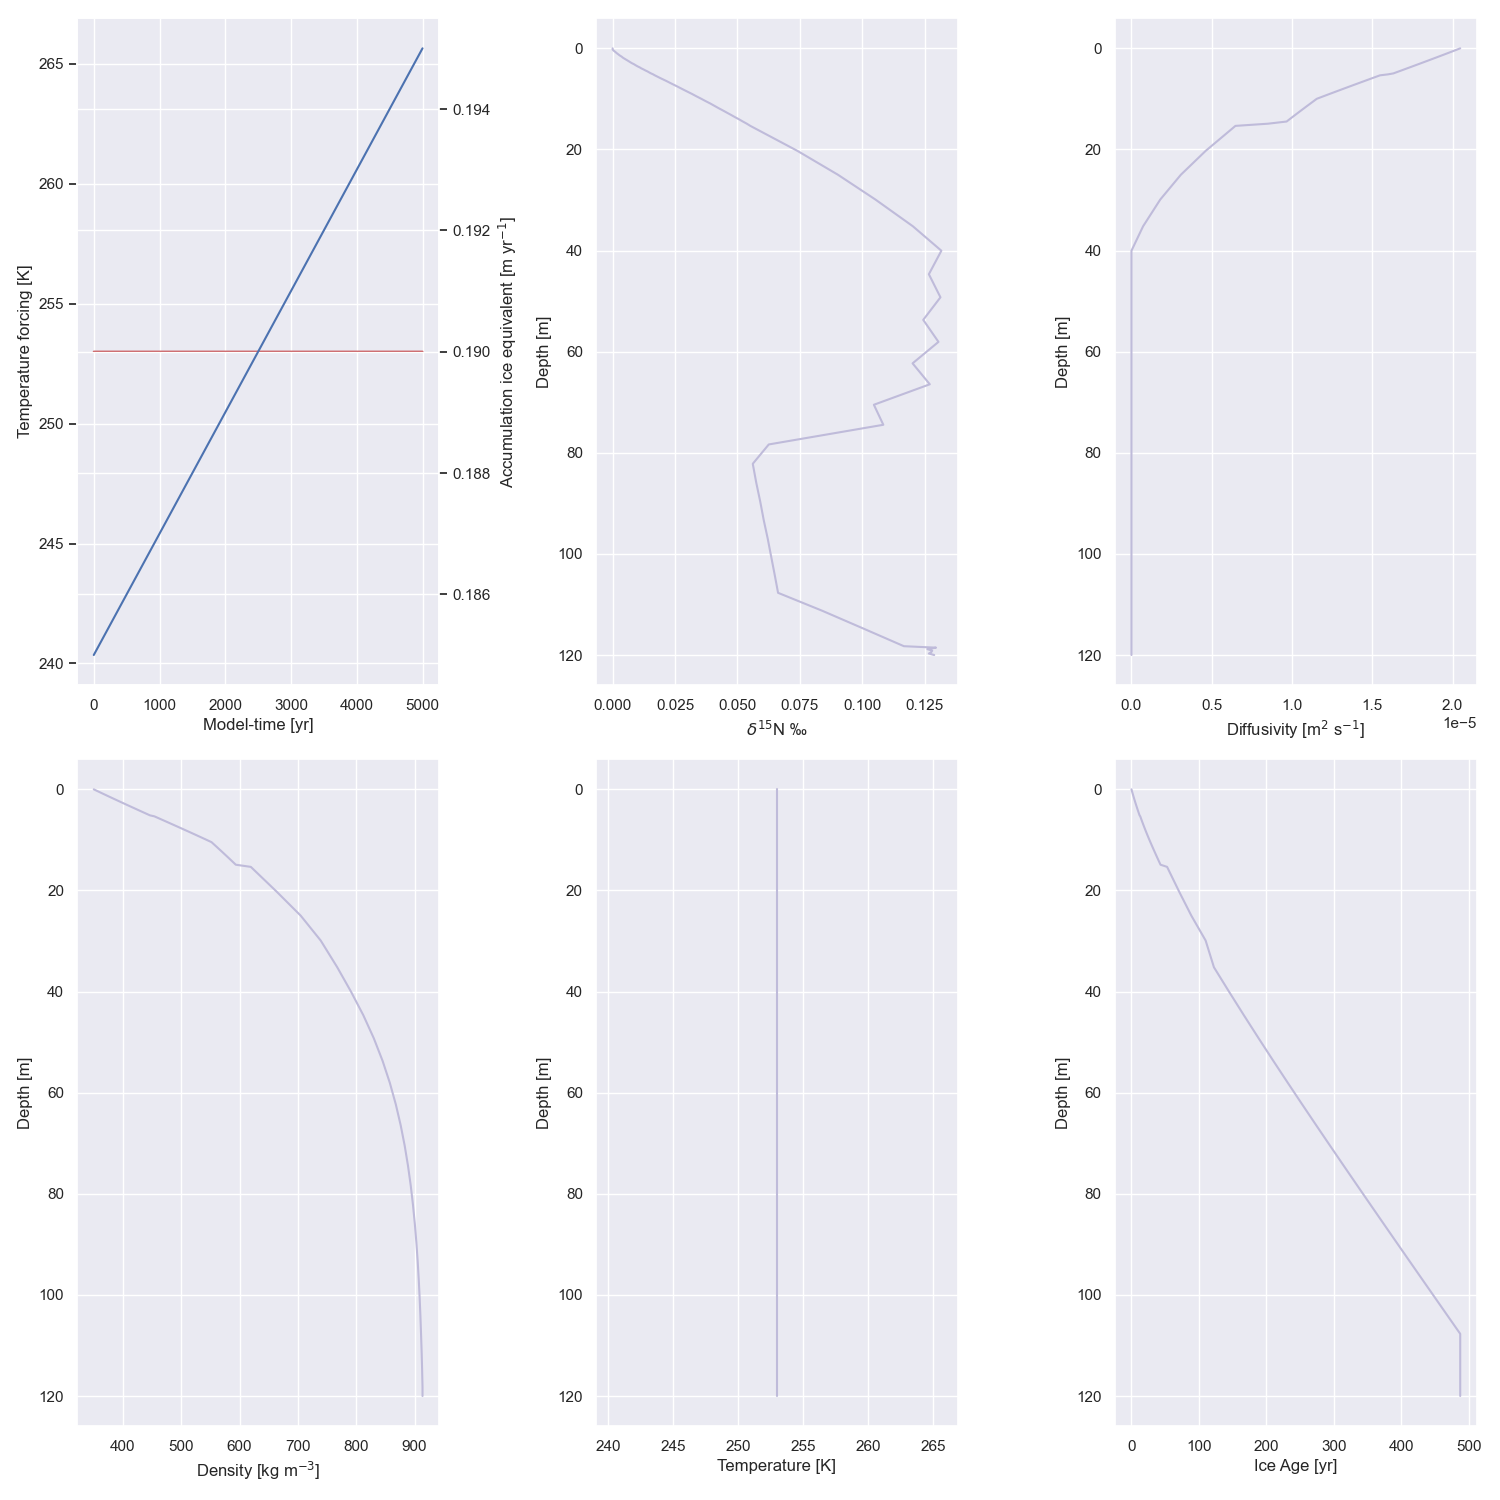 265
260
255
250
245
240
Temperature forcing [K]
0 1000 2000 3000 4000 5000
Model-time [yr]
0.194
0.192
0.190
0.188
0.186
Accumulation ice equivalent [m yr⁻¹]
0
20
40
60
80
100
120
Depth [m]
0.000 0.025 0.050 0.075 0.100 0.125
δ¹⁵N ‰
0
20
40
60
80
100
120
Depth [m]
0.0 0.5 1.0 1.5 2.0
1e−5
Diffusivity [m² s⁻¹]
0
20
40
60
80
100
120
Depth [m]
400 500 600 700 800 900
Density [kg m⁻³]
0
20
40
60
80
100
120
Depth [m]
240 245 250 255 260 265
Temperature [K]
0
20
40
60
80
100
120
Depth [m]
0 100 200 300 400 500
Ice Age [yr]